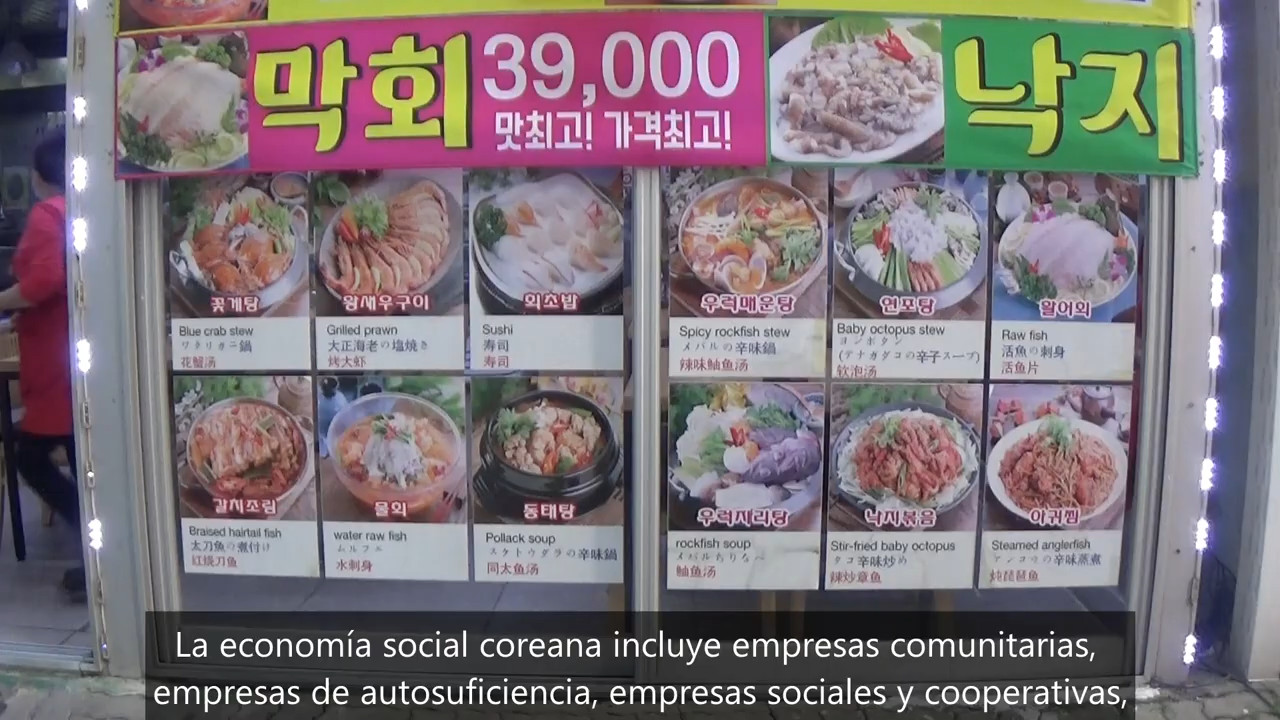 막회
39,000
맛최고! 가격최고!
낙지
꽃게탕
Blue crab stew
ワタリガニ鍋
花蟹汤
왕새우구이
Grilled prawn
大正海老の塩焼き
烤大虾
회초밥
Sushi
寿司
寿司
우럭매운탕
Spicy rockfish stew
メバルの辛味鍋
辣味鲉鱼汤
연포탕
Baby octopus stew
ヨンポタン
(テナガダコの辛子スープ)
软泡汤
활어회
Raw fish
活魚の刺身
活鱼片
갈치조림
Braised hairtail fish
太刀魚の煮付け
红烧刀鱼
물회
water raw fish
ムルフェ
水刺身
동태탕
Pollack soup
スケトウダラの辛味鍋
同太鱼汤
우럭지리탕
rockfish soup
メバルちりなべ
鲉鱼汤
낙지볶음
Stir-fried baby octopus
タコ辛味炒め
辣炒章鱼
아귀찜
Steamed anglerfish
アンコウの辛味蒸煮
炖琵琶鱼
La economía social coreana incluye empresas comunitarias,
empresas de autosuficiencia, empresas sociales y cooperativas,